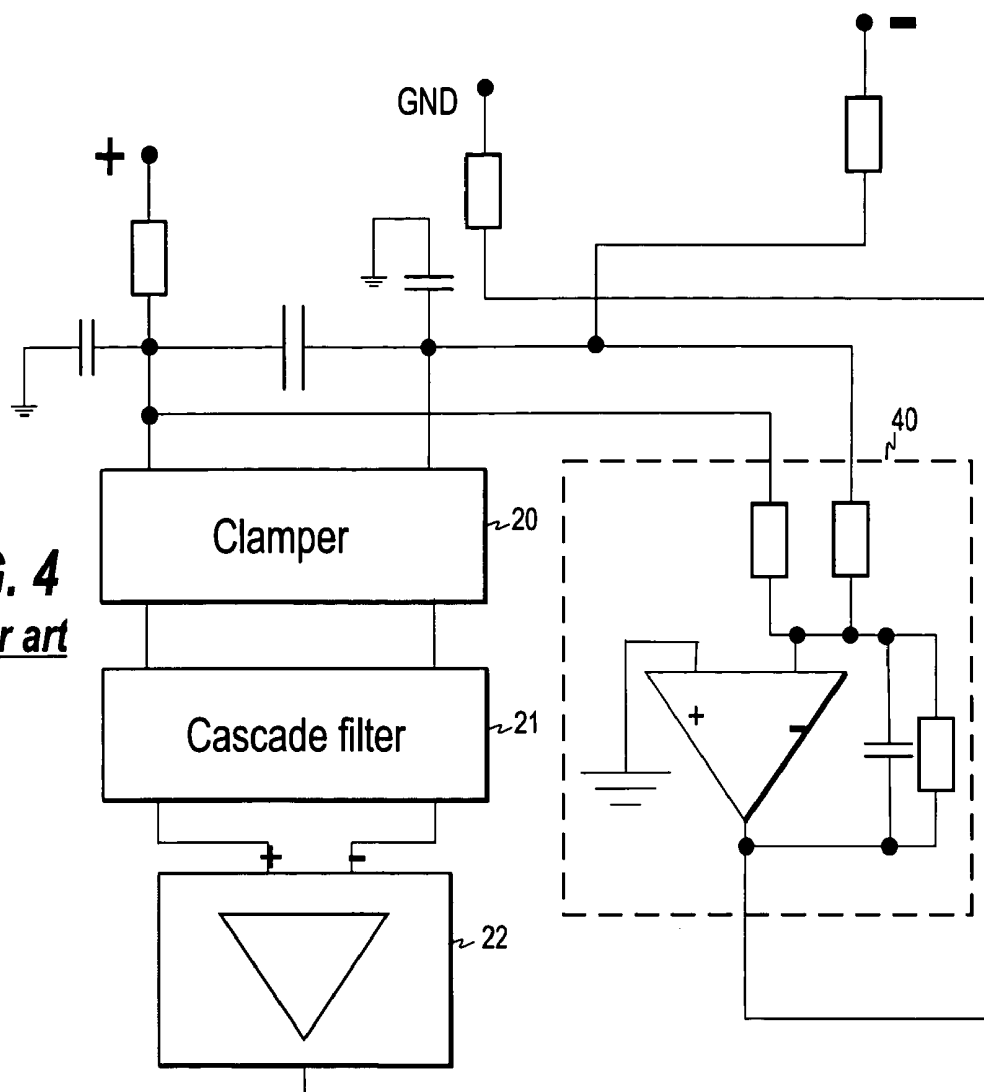 -
GND
+
40
Clamper
20
G. 4
r art
Cascade filter
21
+
-
+
-
22